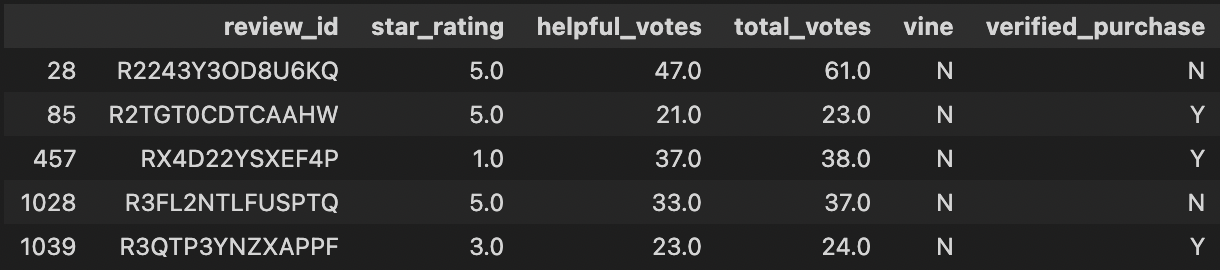 review_id star_rating helpful_votes total_votes vine verified_purchase
28 R2243Y3OD8U6KQ 5.0 47.0 61.0 N N
85 R2TGT0CDTCAAHW 5.0 21.0 23.0 N Y
457 RX4D22YSXEF4P 1.0 37.0 38.0 N Y
1028 R3FL2NTLFUSPTQ 5.0 33.0 37.0 N N
1039 R3QTP3YNZXAPPF 3.0 23.0 24.0 N Y